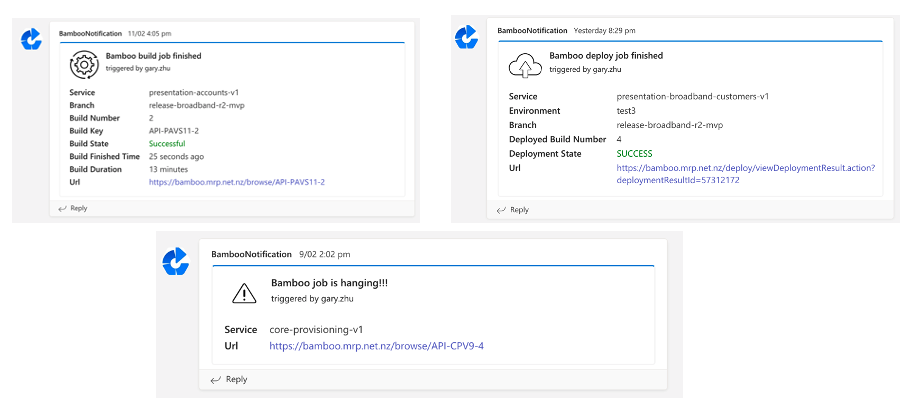 BambooNotification 11/02 4:05 pm
Bamboo build job finished
triggered by gary.zhu
Service presentation-accounts-v1
Branch release-broadband-r2-mvp
Build Number 2
Build Key API-PAVS11-2
Build State Successful
Build Finished Time 25 seconds ago
Build Duration 13 minutes
Url https://bamboo.mrp.net.nz/browse/API-PAVS11-2
Reply
BambooNotification Yesterday 8:29 pm
Bamboo deploy job finished
triggered by gary.zhu
Service presentation-broadband-customers-v1
Environment test3
Branch release-broadband-r2-mvp
Deployed Build Number 4
Deployment State SUCCESS
Url https://bamboo.mrp.net.nz/deploy/viewDeploymentResult.action?
deploymentResultId=57312172
Reply
BambooNotification 9/02 2:02 pm
Bamboo job is hanging!!!
triggered by gary.zhu
Service core-provisioning-v1
Url https://bamboo.mrp.net.nz/browse/API-CPV9-4
Reply